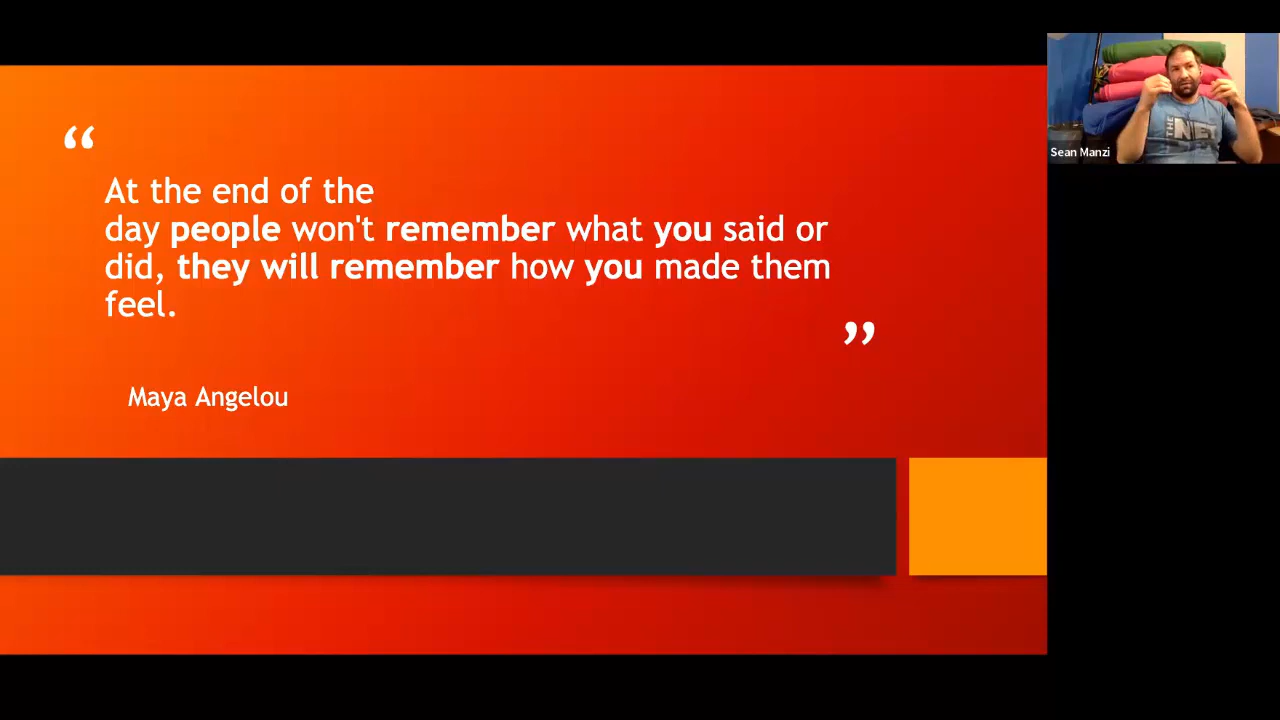 “
At the end of the
day people won't remember what you said or
did, they will remember how you made them
feel.
”
Maya Angelou
Sean Manzi
THE NET